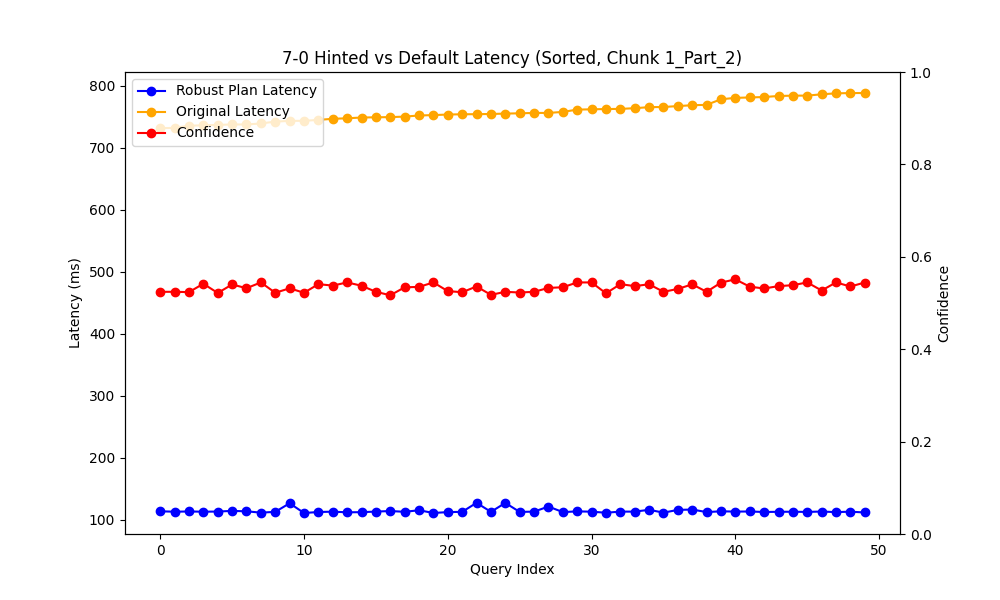 7-0 Hinted vs Default Latency (Sorted, Chunk 1_Part_2)
Robust Plan Latency
Original Latency
Confidence
Latency (ms)
800
700
600
500
400
300
200
100
1.0
0.8
0.6
0.4
0.2
0.0
Confidence
0 10 20 30 40 50
Query Index